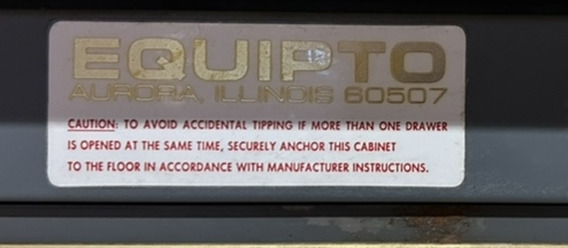 EQUIPTO
AURORA, ILLINOIS 60507
CAUTION: TO AVOID ACCIDENTAL TIPPING IF MORE THAN ONE DRAWER
IS OPENED AT THE SAME TIME, SECURELY ANCHOR THIS CABINET
TO THE FLOOR IN ACCORDANCE WITH MANUFACTURER INSTRUCTIONS.